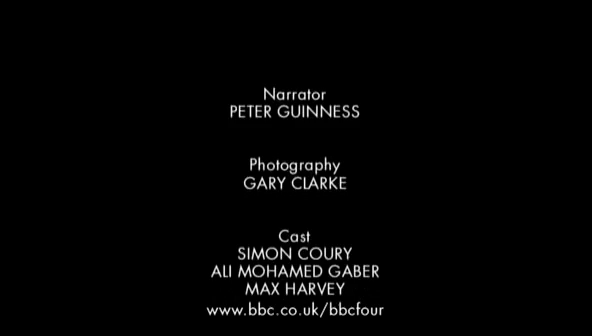 Narrator
PETER GUINNESS
Photography
GARY CLARKE
Cast
SIMON COURY
ALI MOHAMED GABER
MAX HARVEY
www.bbc.co.uk/bbcfour